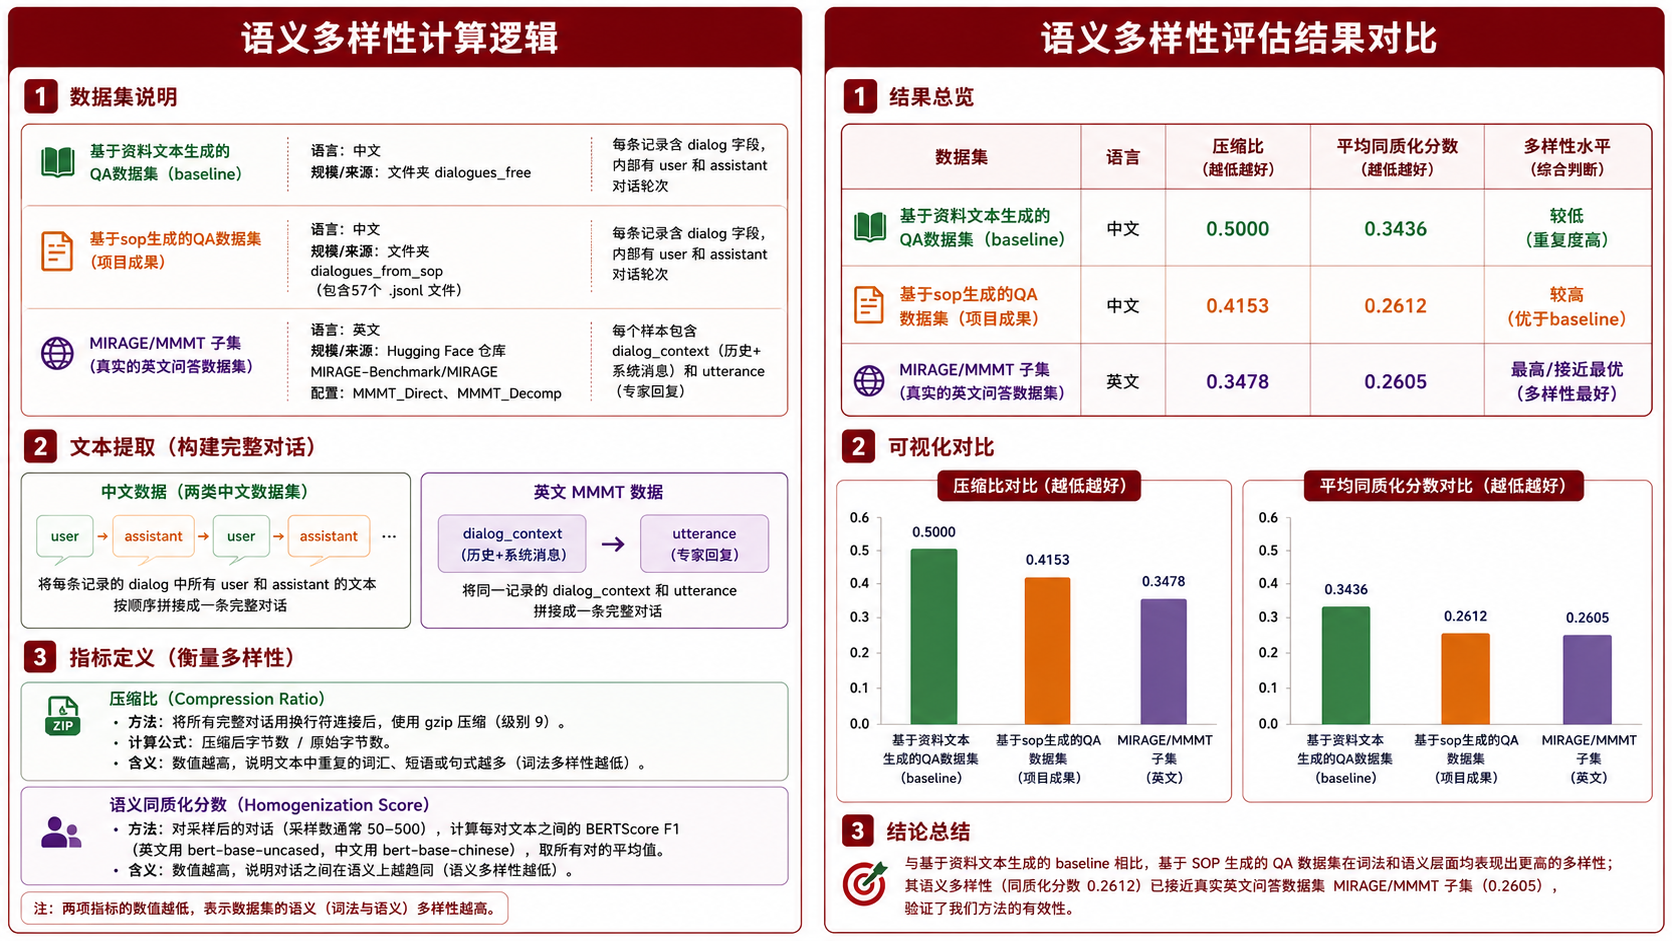 语义多样性计算逻辑
1 数据集说明
基于资料文本生成的
QA数据集（baseline）
语言：中文
规模/来源：文件夹 dialogues_free
每条记录含 dialog 字段，
内部有 user 和 assistant
对话轮次
基于sop生成的QA数据集
（项目成果）
语言：中文
规模/来源：文件夹
dialogues_from_sop
（包含57个 .jsonl 文件）
每条记录含 dialog 字段，
内部有 user 和 assistant
对话轮次
MIRAGE/MMMT 子集
（真实的英文问答数据集）
语言：英文
规模/来源：Hugging Face 仓库
MIRAGE-Benchmark/MIRAGE
配置：MMMT_Direct、MMMT_Decomp
每个样本包含
dialog_context（历史+
系统消息）和 utterance
（专家回复）
2 文本提取（构建完整对话）
中文数据（两类中文数据集）
user → assistant → user → assistant ...
将每条记录的 dialog 中所有 user 和 assistant 的文本
按顺序拼接成一条完整对话
英文 MMMT 数据
dialog_context
（历史+系统消息）
→
utterance
（专家回复）
将同一记录的 dialog_context 和 utterance
拼接成一条完整对话
3 指标定义（衡量多样性）
ZIP
压缩比（Compression Ratio）
• 方法：将所有完整对话用换行符连接后，使用 gzip 压缩（级别 9）。
• 计算公式：压缩后字节数 / 原始字节数。
• 含义：数值越高，说明文本中重复的词汇、短语或句式越多（词法多样性越低）。
语义同质化分数（Homogenization Score）
• 方法：对采样后的对话（采样数通常 50–500），计算每对文本之间的 BERTScore F1
（英文用 bert-base-uncased，中文用 bert-base-chinese），取所有对的平均值。
• 含义：数值越高，说明对话之间在语义上越趋同（语义多样性越低）。
注：两项指标的数值越低，表示数据集的语义（词法与语义）多样性越高。
语义多样性评估结果对比
1 结果总览
数据集
语言
压缩比
（越低越好）
平均同质化分数
（越低越好）
多样性水平
（综合判断）
基于资料文本生成的
QA数据集（baseline）
中文
0.5000
0.3436
较低
（重复度高）
基于sop生成的QA
数据集（项目成果）
中文
0.4153
0.2612
较高
（优于baseline）
MIRAGE/MMMT 子集
（真实的英文问答数据集）
英文
0.3478
0.2605
最高/接近最优
（多样性最好）
2 可视化对比
压缩比对比（越低越好）
0.6
0.5
0.4
0.3
0.2
0.1
0.0
0.5000
0.4153
0.3478
基于资料文本
生成的QA数据集
（baseline）
基于sop生成的QA
数据集
（项目成果）
MIRAGE/MMMT
子集
（英文）
平均同质化分数对比（越低越好）
0.6
0.5
0.4
0.3
0.2
0.1
0.0
0.3436
0.2612
0.2605
基于资料文本
生成的QA数据集
（baseline）
基于sop生成的QA
数据集
（项目成果）
MIRAGE/MMMT
子集
（英文）
3 结论总结
与基于资料文本生成的 baseline 相比，基于 SOP 生成的 QA 数据集在词法和语义层面均表现出更高的多样性；
其语义多样性（同质化分数 0.2612）已接近真实英文问答数据集 MIRAGE/MMMT 子集（0.2605），
验证了我们方法的有效性。